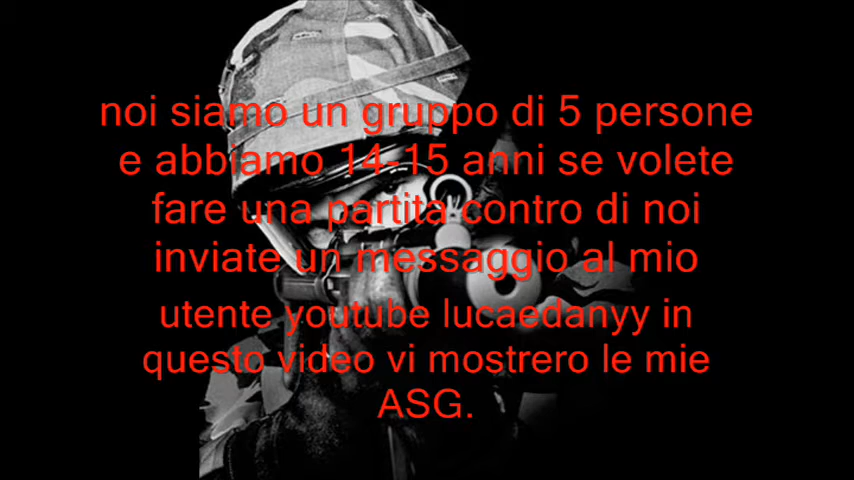 noi siamo un gruppo di 5 persone
e abbiamo 14-15 anni se volete
fare una partita contro di noi
inviate un messaggio al mio
utente youtube lucaedanyy in
questo video vi mostrero le mie
ASG.